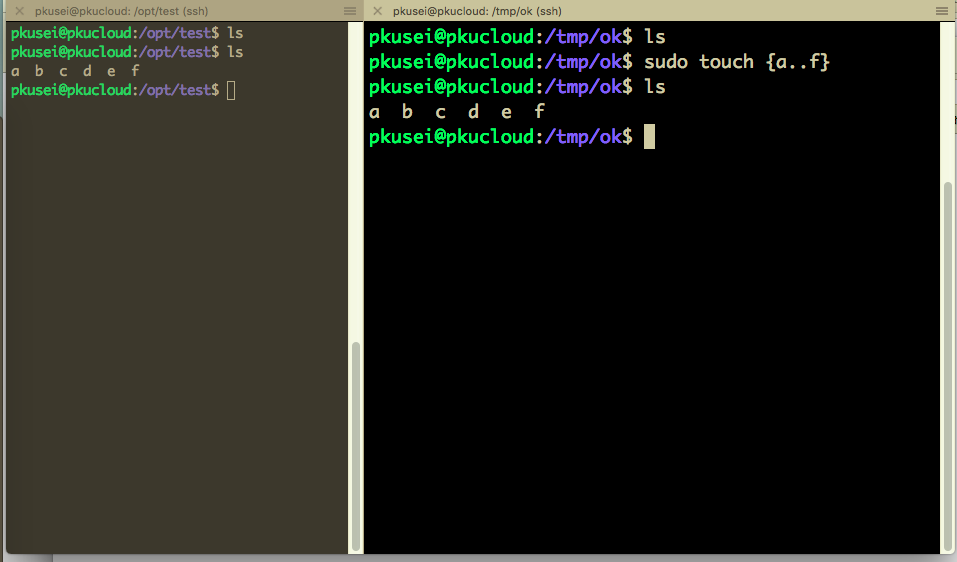 pkusei@pkucloud: /opt/test (ssh)
pkusei@pkucloud:/opt/test$ ls
pkusei@pkucloud:/opt/test$ ls
a b c d e f
pkusei@pkucloud:/opt/test$
pkusei@pkucloud: /tmp/ok (ssh)
pkusei@pkucloud:/tmp/ok$ ls
pkusei@pkucloud:/tmp/ok$ sudo touch {a..f}
pkusei@pkucloud:/tmp/ok$ ls
a b c d e f
pkusei@pkucloud:/tmp/ok$